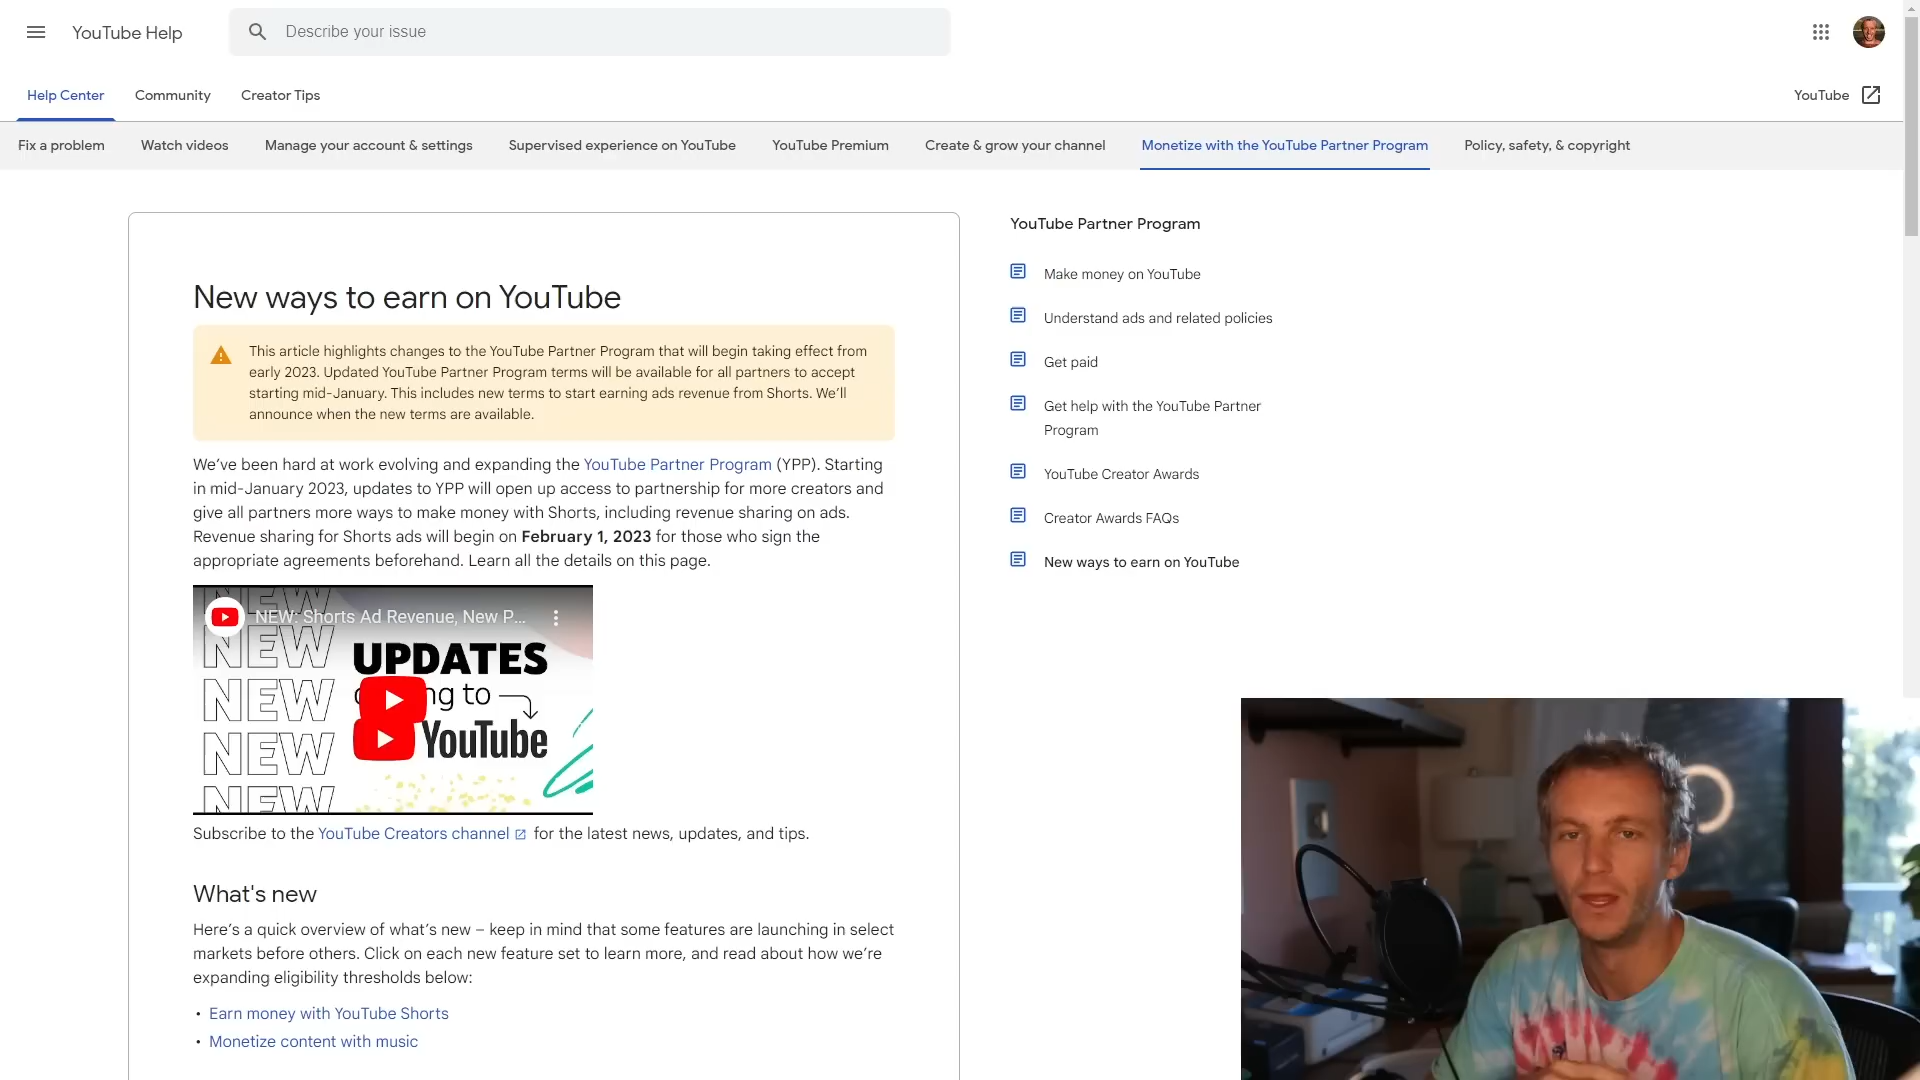 YouTube Help
Describe your issue
Help Center
Community
Creator Tips
YouTube
Fix a problem
Watch videos
Manage your account & settings
Supervised experience on YouTube
YouTube Premium
Create & grow your channel
Monetize with the YouTube Partner Program
Policy, safety, & copyright
New ways to earn on YouTube
This article highlights changes to the YouTube Partner Program that will begin taking effect from
early 2023. Updated YouTube Partner Program terms will be available for all partners to accept
starting mid-January. This includes new terms to start earning ads revenue from Shorts. We’ll
announce when the new terms are available.
We’ve been hard at work evolving and expanding the YouTube Partner Program (YPP). Starting
in mid-January 2023, updates to YPP will open up access to partnership for more creators and
give all partners more ways to make money with Shorts, including revenue sharing on ads.
Revenue sharing for Shorts ads will begin on February 1, 2023 for those who sign the
appropriate agreements beforehand. Learn all the details on this page.
NEW: Shorts Ad Revenue, New P...
NEW
NEW
NEW
NEW
NEW
UPDATES
ng to
YouTube
Subscribe to the YouTube Creators channel for the latest news, updates, and tips.
What's new
Here’s a quick overview of what’s new – keep in mind that some features are launching in select
markets before others. Click on each new feature set to learn more, and read about how we’re
expanding eligibility thresholds below:
• Earn money with YouTube Shorts
• Monetize content with music
YouTube Partner Program
Make money on YouTube
Understand ads and related policies
Get paid
Get help with the YouTube Partner
Program
YouTube Creator Awards
Creator Awards FAQs
New ways to earn on YouTube